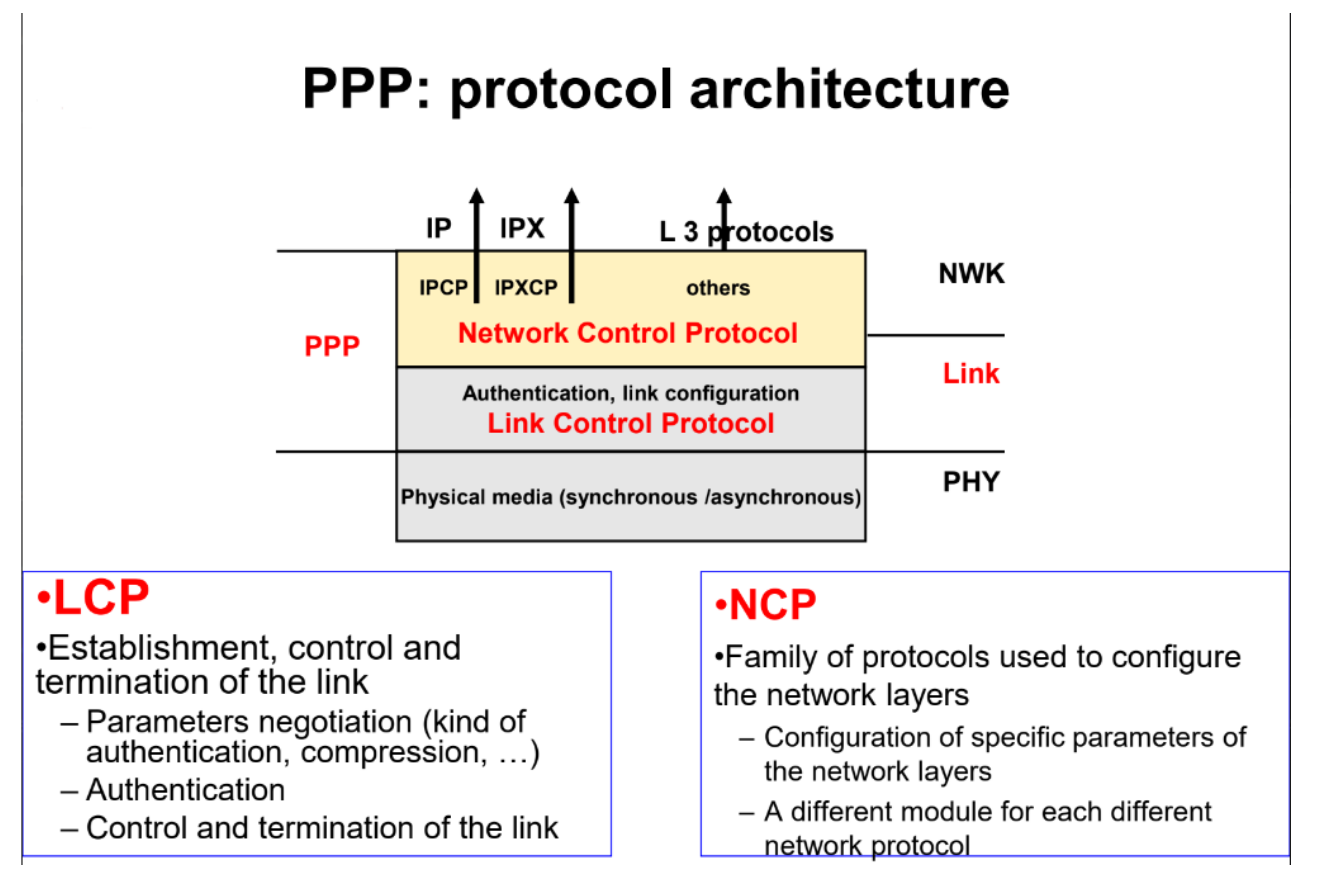 PPP: protocol architecture
IP IPX L 3 protocols
NWK
IPCP IPXCP others
Network Control Protocol
PPP
Link
Authentication, link configuration
Link Control Protocol
PHY
Physical media (synchronous /asynchronous)
•LCP
•Establishment, control and
termination of the link
– Parameters negotiation (kind of
authentication, compression, …)
– Authentication
– Control and termination of the link
•NCP
•Family of protocols used to configure
the network layers
– Configuration of specific parameters of
the network layers
– A different module for each different
network protocol